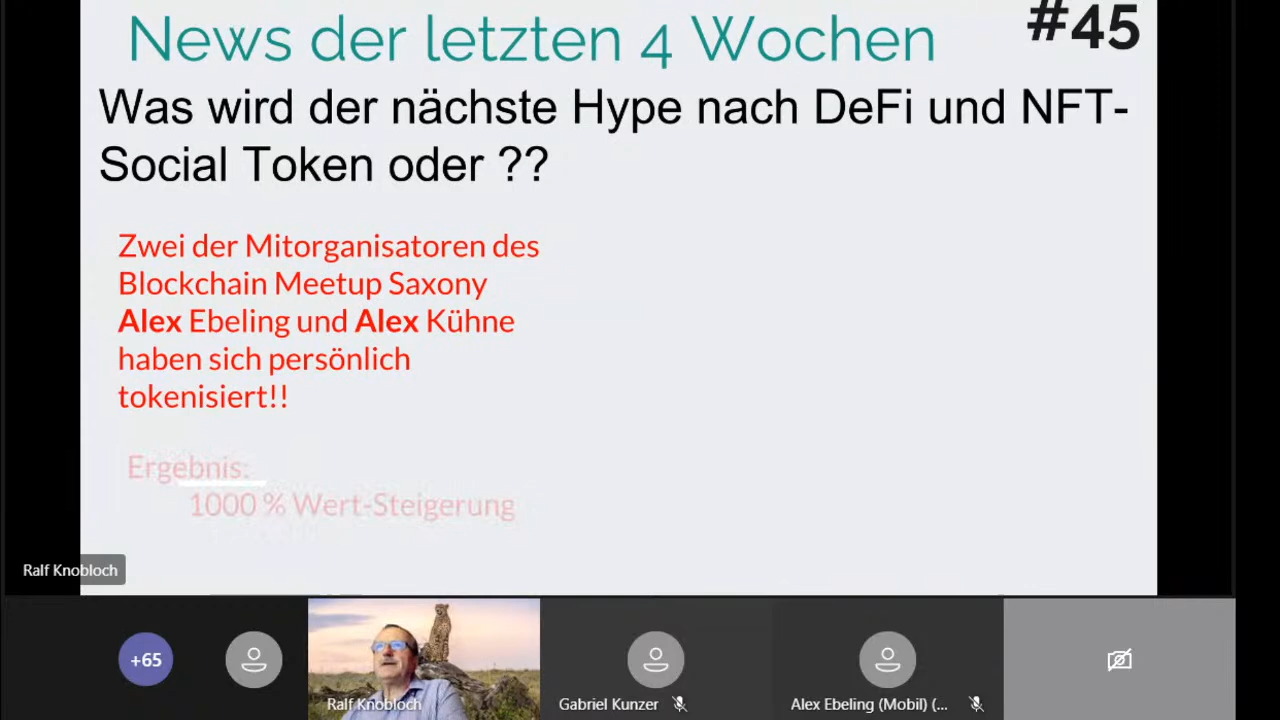 News der letzten 4 Wochen
#45
Was wird der nächste Hype nach DeFi und NFT-
Social Token oder ??
Zwei der Mitorganisatoren des
Blockchain Meetup Saxony
Alex Ebeling und Alex Kühne
haben sich persönlich
tokenisiert!!
Ergebnis:
1000 % Wert-Steigerung
Ralf Knobloch
+65
Ralf Knobloch
Gabriel Kunzer
Alex Ebeling (Mobil) (...